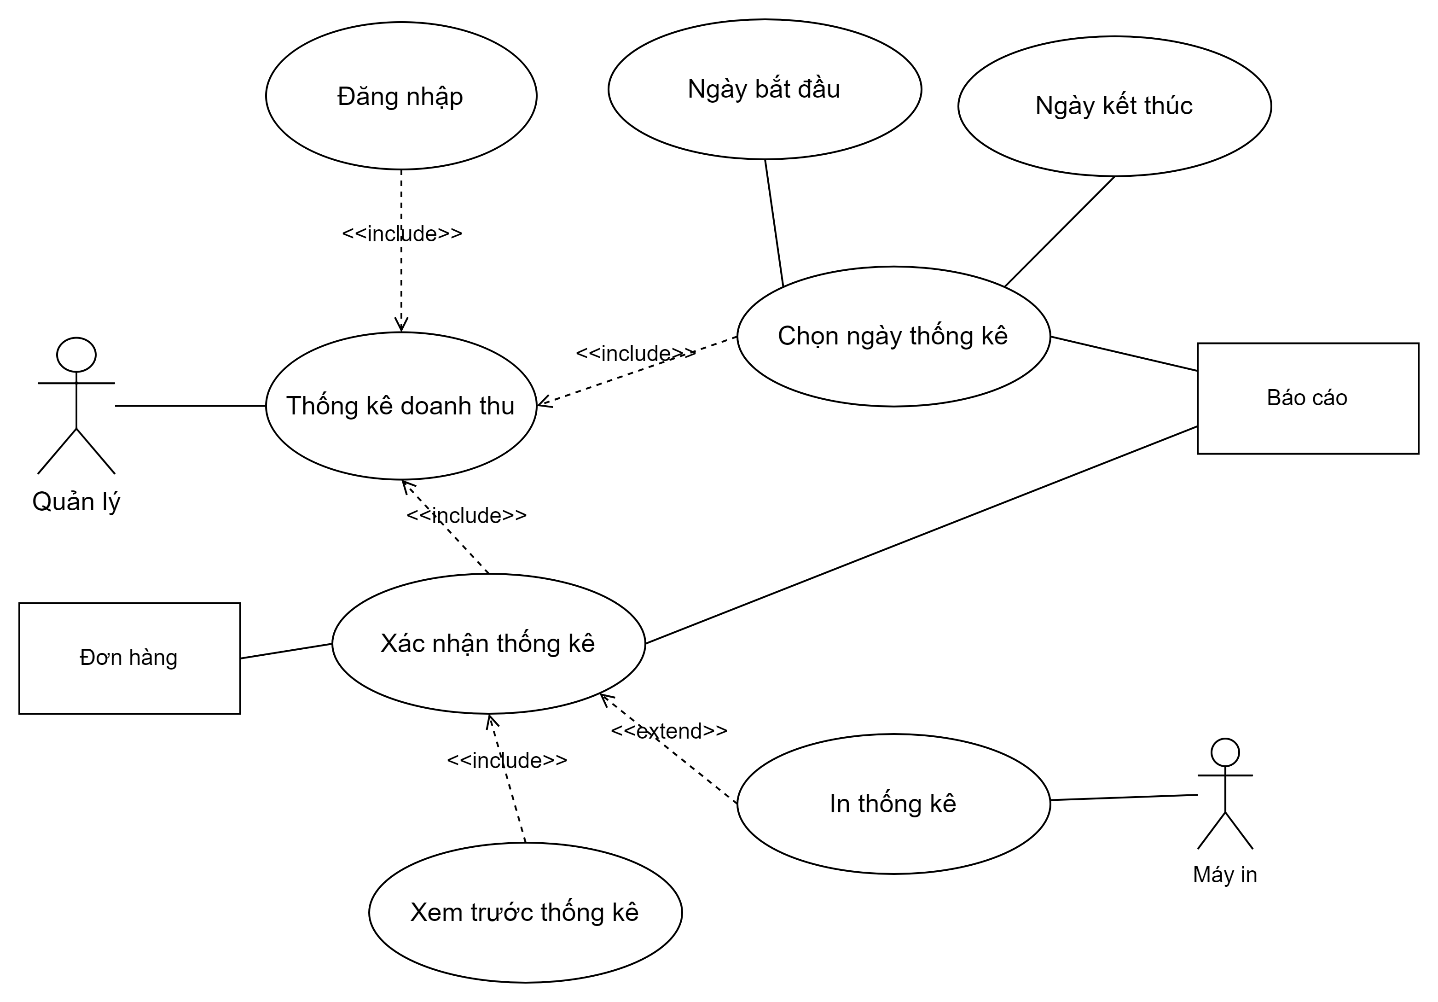 Đăng nhập
Ngày bắt đầu
Ngày kết thúc
<<include>>
Chọn ngày thống kê
<<include>>
Thống kê doanh thu
Báo cáo
Quản lý
<<include>>
Xác nhận thống kê
Đơn hàng
<<extend>>
<<include>>
In thống kê
Máy in
Xem trước thống kê